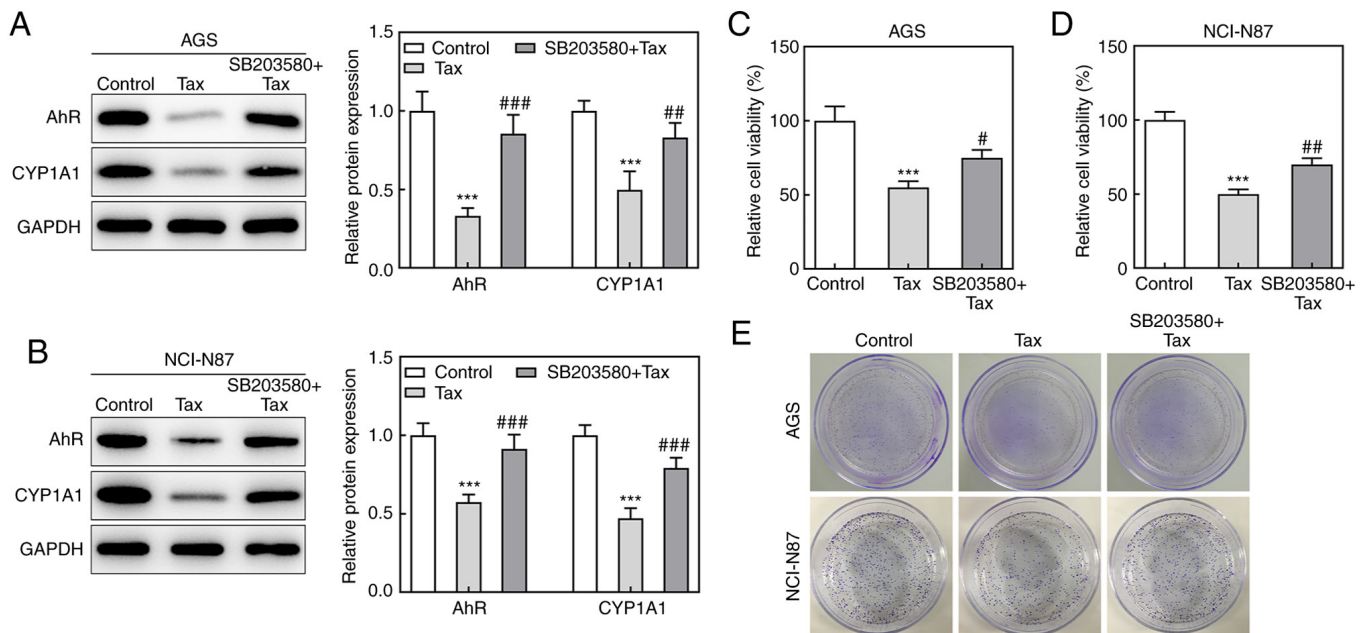 A
AGS
Control
Tax
SB203580+
Tax
AhR
CYP1A1
GAPDH
1.5
1.0
0.5
0.0
Relative protein expression
Control
SB203580+Tax
Tax
***
###
***
##
AhR
CYP1A1
B
NCI-N87
Control
Tax
SB203580+
Tax
AhR
CYP1A1
GAPDH
1.5
1.0
0.5
0.0
Relative protein expression
Control
SB203580+Tax
Tax
***
###
***
###
AhR
CYP1A1
C
AGS
150
100
50
0
Relative cell viability (%)
***
#
Control
Tax
SB203580+
Tax
D
NCI-N87
150
100
50
0
Relative cell viability (%)
***
##
Control
Tax
SB203580+
Tax
E
Control
Tax
SB203580+
Tax
AGS
NCI-N87